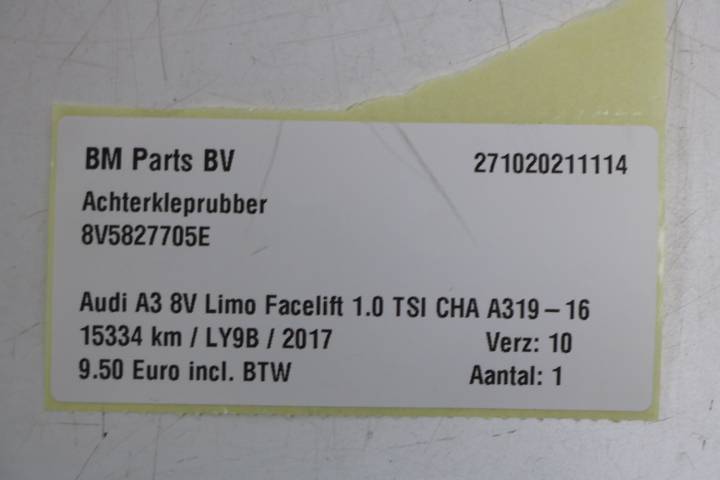 BM Parts BV 271020211114
Achterkleprubber
8V5827705E
Audi A3 8V Limo Facelift 1.0 TSI CHA A319 – 16
15334 km / LY9B / 2017 Verz: 10
9.50 Euro incl. BTW Aantal: 1